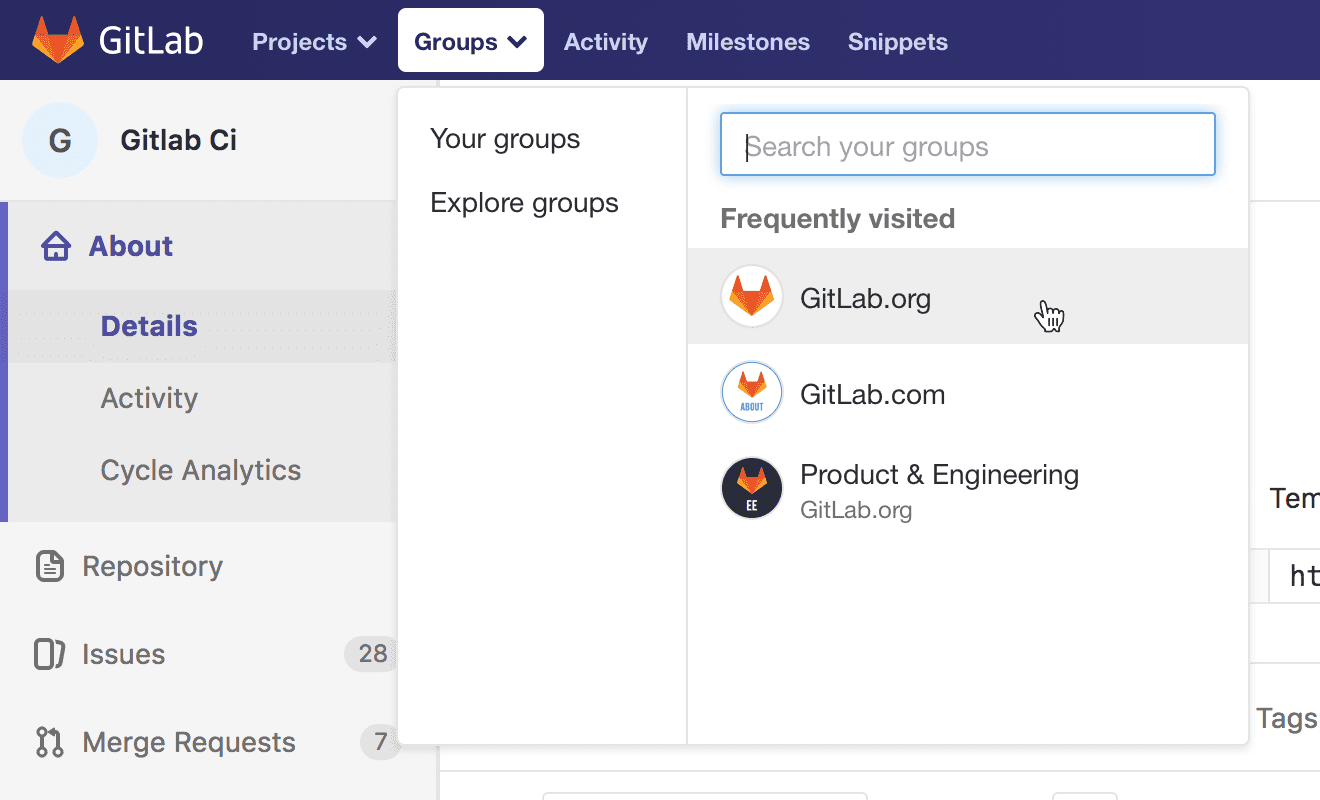 GitLab
Projects
Groups
Activity
Milestones
Snippets
G
Gitlab Ci
About
Details
Activity
Cycle Analytics
Repository
Issues
28
Merge Requests
7
Your groups
Explore groups
Search your groups
Frequently visited
GitLab.org
ABOUT
GitLab.com
EE
Product & Engineering
GitLab.org
Tem
ht
Tags